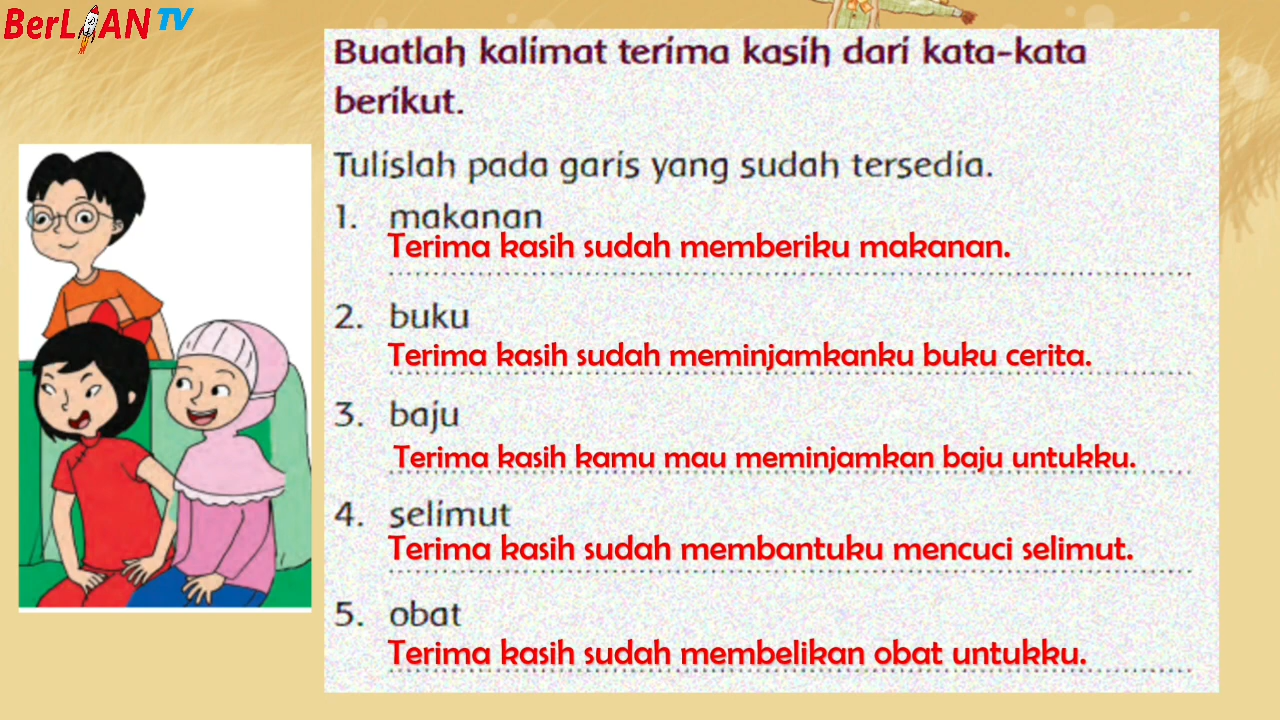 BerLIAN TV
Buatlah kalimat terima kasih dari kata-kata
berikut.
Tulislah pada garis yang sudah tersedia.
1. makanan
Terima kasih sudah memberiku makanan.
2. buku
Terima kasih sudah meminjamkanku buku cerita.
3. baju
Terima kasih kamu mau meminjamkan baju untukku.
4. selimut
Terima kasih sudah membantuku mencuci selimut.
5. obat
Terima kasih sudah membelikan obat untukku.